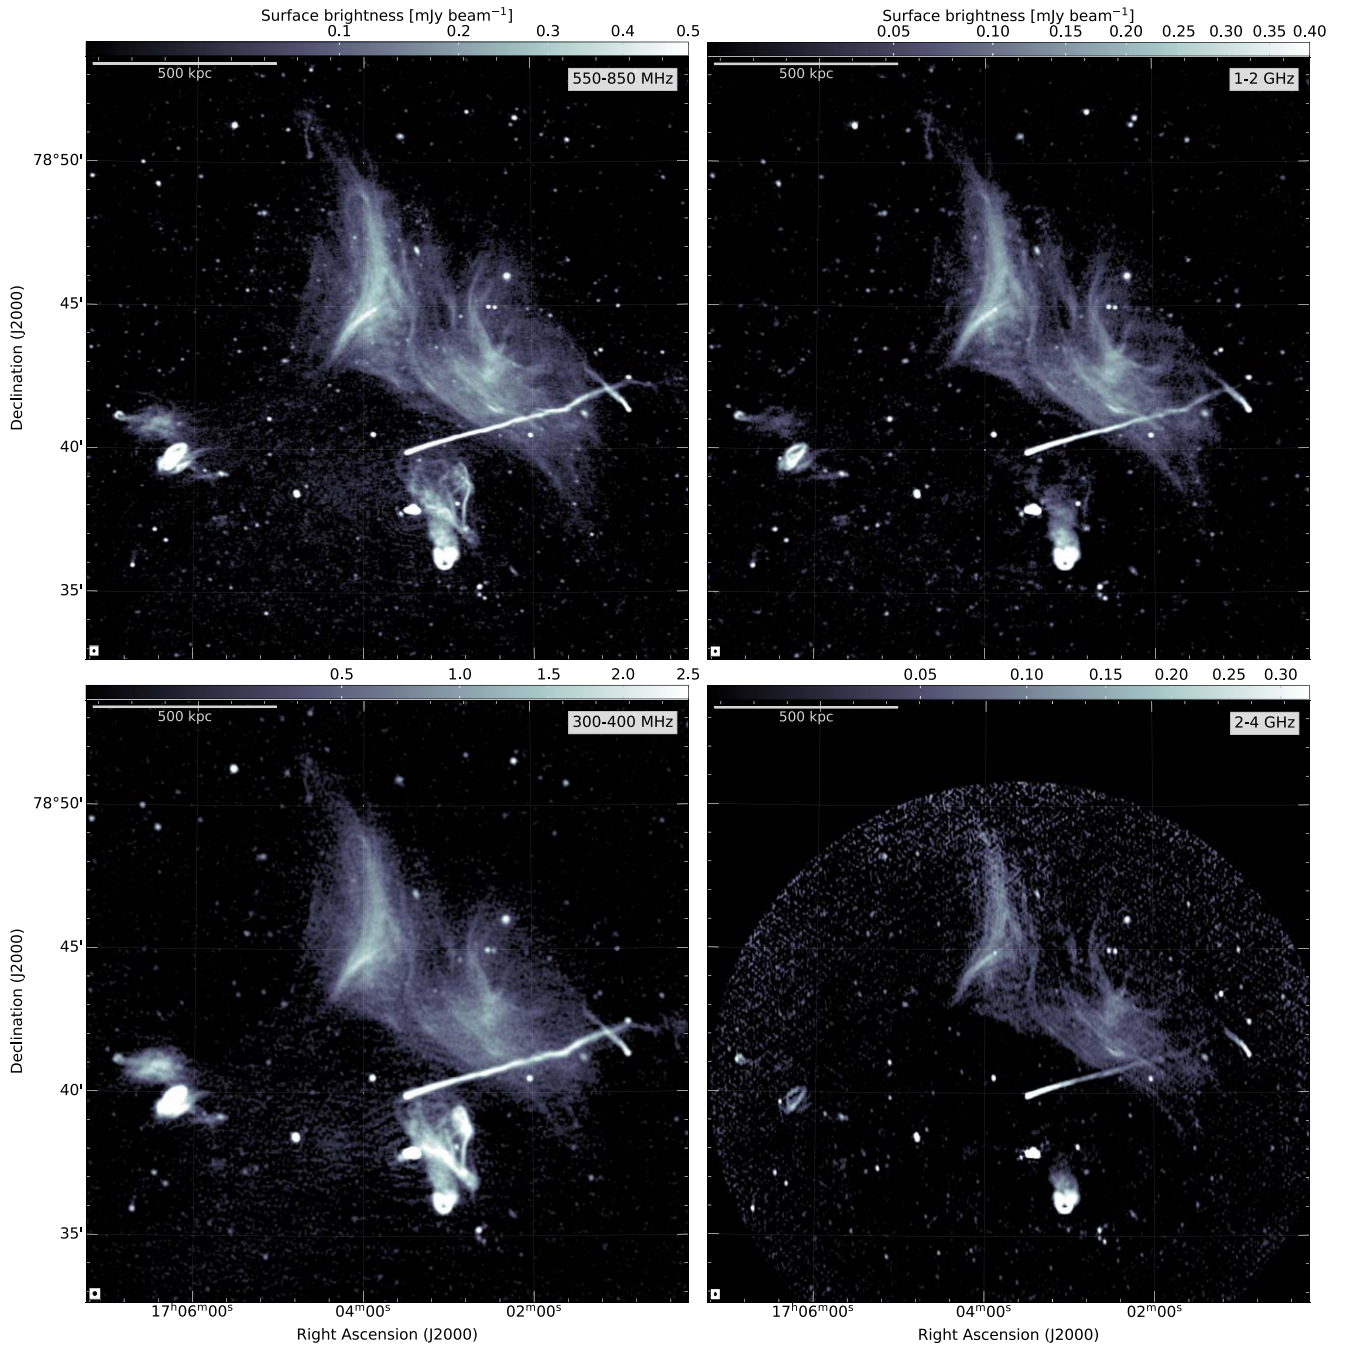 Surface brightness [mJy beam⁻¹]
0.1 0.2 0.3 0.4 0.5
500 kpc
550-850 MHz
78°50'
45'
40'
35'
Declination (J2000)
Surface brightness [mJy beam⁻¹]
0.05 0.10 0.15 0.20 0.25 0.30 0.35 0.40
500 kpc
1-2 GHz
0.5 1.0 1.5 2.0 2.5
500 kpc
300-400 MHz
78°50'
45'
40'
35'
Declination (J2000)
17ʰ06ᵐ00ˢ 04ᵐ00ˢ 02ᵐ00ˢ
Right Ascension (J2000)
0.05 0.10 0.15 0.20 0.25 0.30
500 kpc
2-4 GHz
17ʰ06ᵐ00ˢ 04ᵐ00ˢ 02ᵐ00ˢ
Right Ascension (J2000)